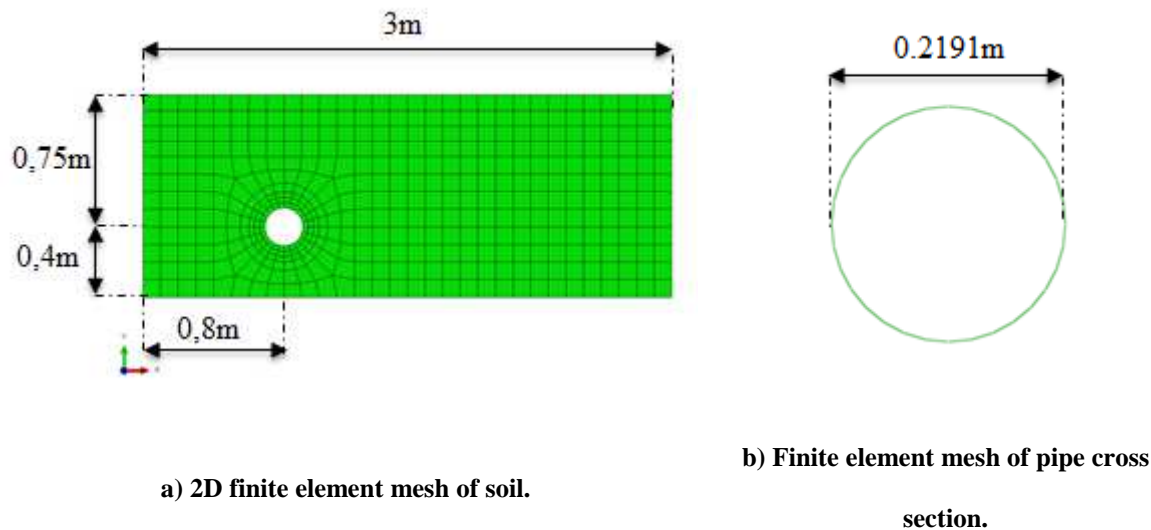 3m
0.2191m
0,75m
0,4m
0,8m
a) 2D finite element mesh of soil.
b) Finite element mesh of pipe cross
section.